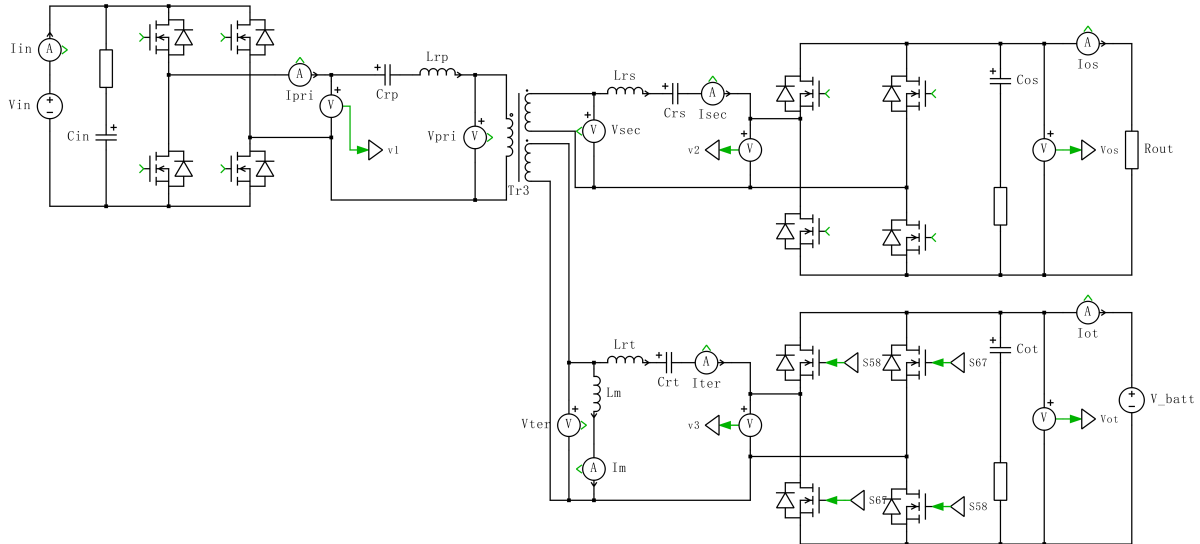 Iin
A
Vin
Cin
A
Ipri
V
v1
Crp
Lrp
Vpri
V
Tr3
Lrs
Crs
A
Isec
V
Vsec
v2
V
Cos
A
Ios
V
Vos
Rout
Lrt
Crt
A
Iter
Lm
Vter
V
A
Im
v3
V
S58
S67
S67
S58
Cot
A
Iot
V
Vot
V_batt